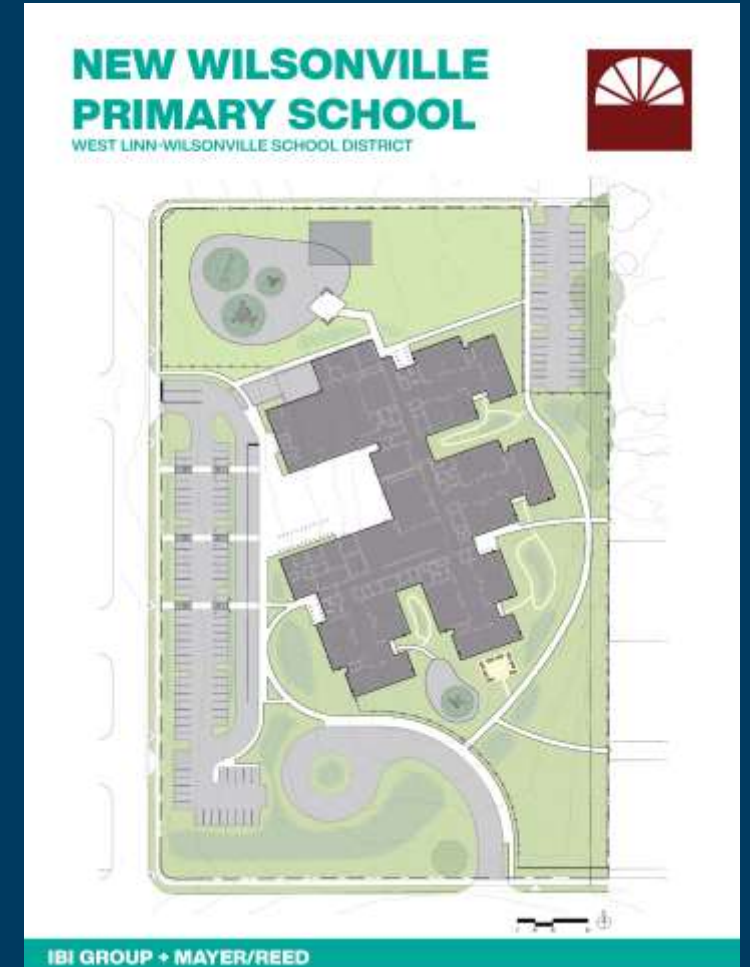 NEW WILSONVILLE
PRIMARY SCHOOL
WEST LINN-WILSONVILLE SCHOOL DISTRICT
IBI GROUP + MAYER/REED